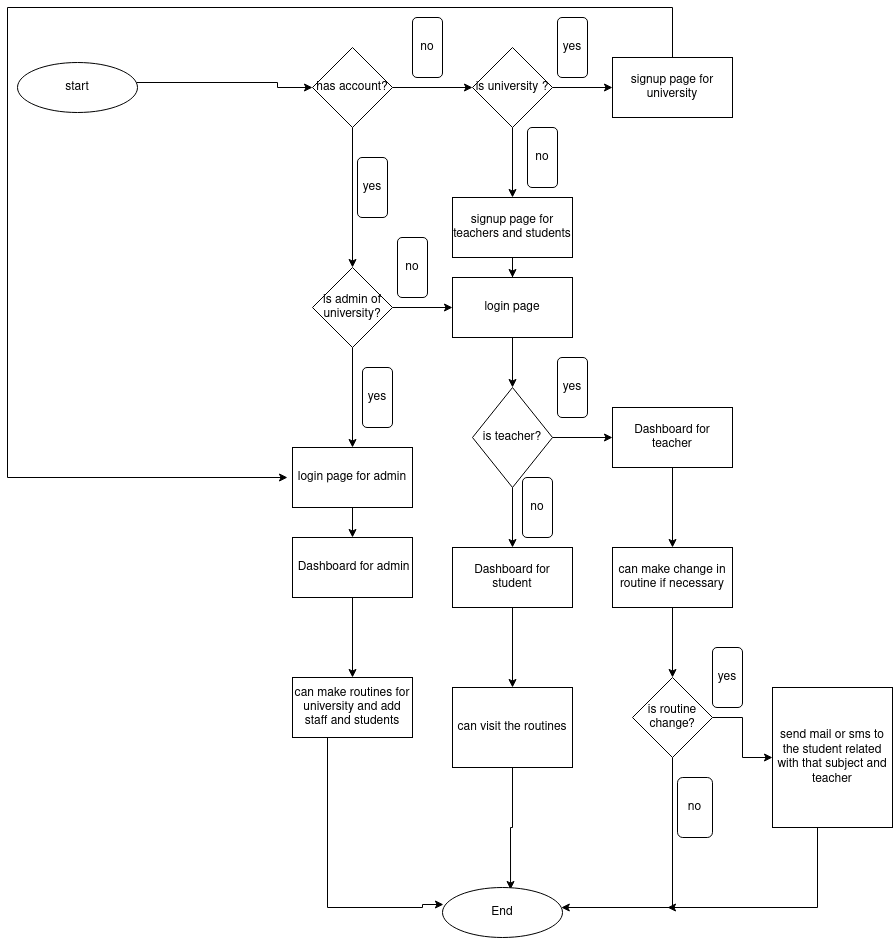 no
yes
start
has account?
is university ?
signup page for
university
no
yes
signup page for
teachers and students
no
is admin of
university?
login page
yes
yes
is teacher?
Dashboard for
teacher
login page for admin
no
Dashboard for admin
Dashboard for
student
can make change in
routine if necessary
yes
can make routines for
university and add
staff and students
can visit the routines
is routine
change?
send mail or sms to
the student related
with that subject and
teacher
no
End